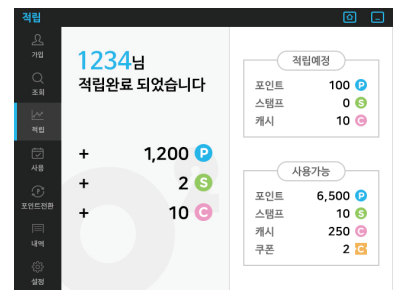 적립
가입
조회
적립
사용
포인트전환
내역
설정
1234님
적립완료 되었습니다
+ 1,200 P
+ 2 S
+ 10 C
적립예정
포인트 100 P
스탬프 0 S
캐시 10 C
사용가능
포인트 6,500 P
스탬프 10 S
캐시 250 C
쿠폰 2 C